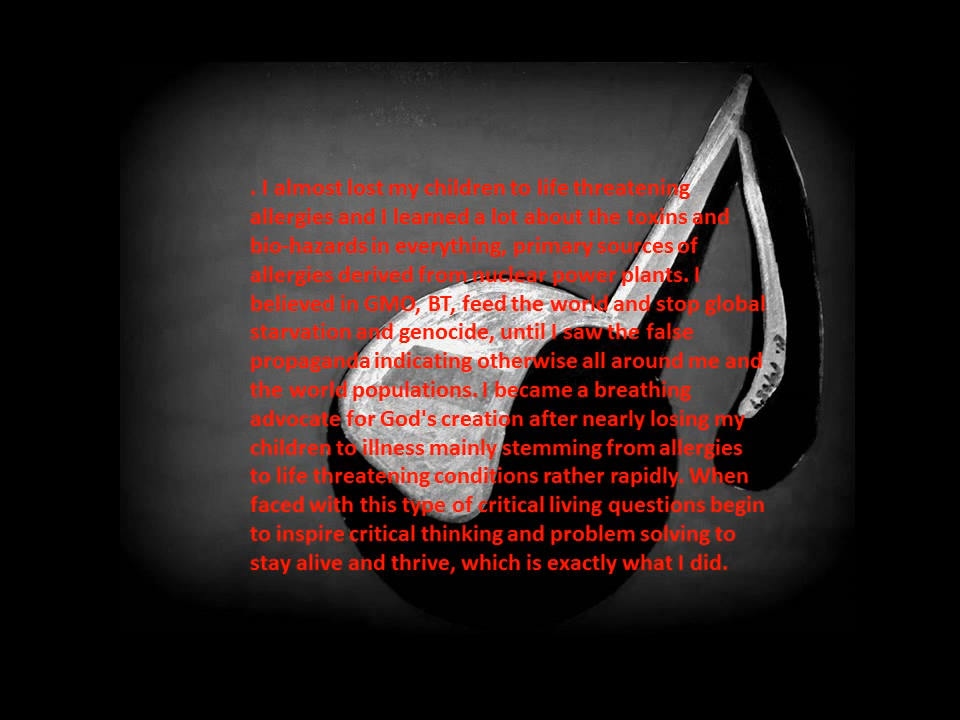 . I almost lost my children to life threatening
allergies and I learned a lot about the toxins and
bio-hazards in everything, primary sources of
allergies derived from nuclear power plants. I
believed in GMO, BT, feed the world and stop global
starvation and genocide, until I saw the false
propaganda indicating otherwise all around me and
the world populations. I became a breathing
advocate for God's creation after nearly losing my
children to illness mainly stemming from allergies
to life threatening conditions rather rapidly. When
faced with this type of critical living questions begin
to inspire critical thinking and problem solving to
stay alive and thrive, which is exactly what I did.